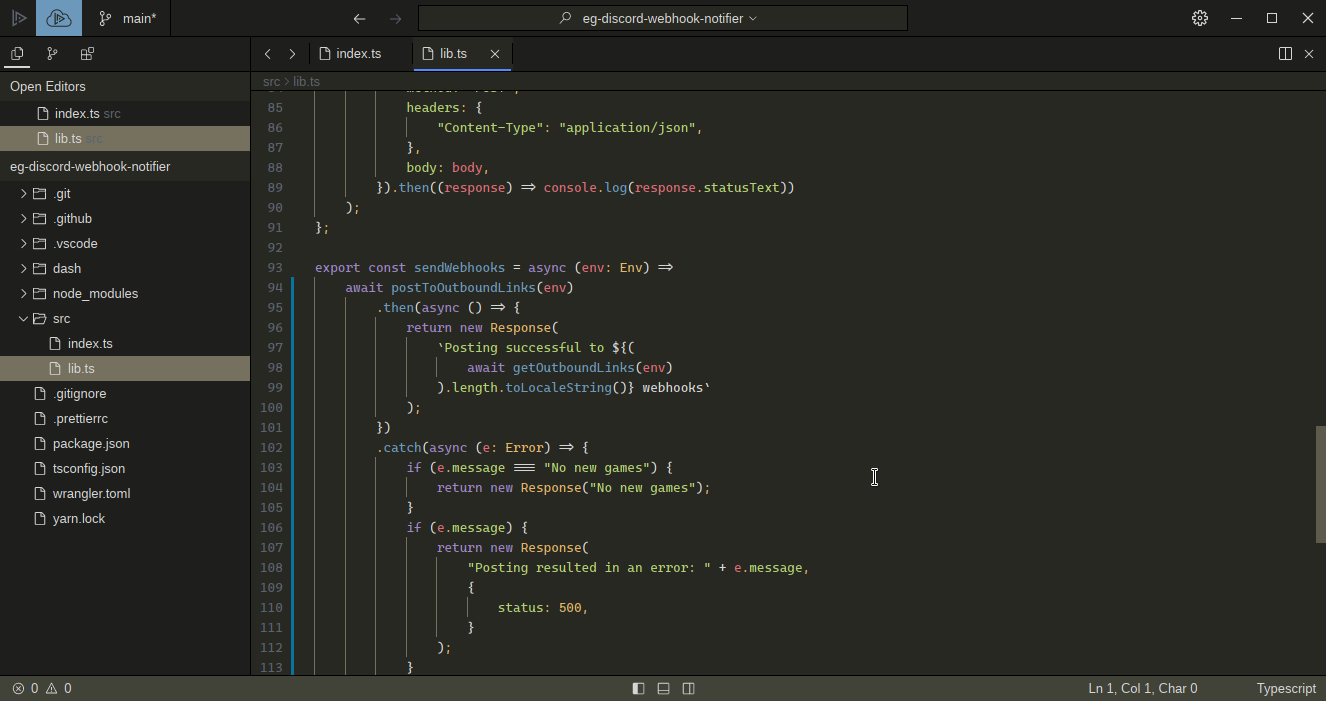 main*
eg-discord-webhook-notifier
index.ts
lib.ts
src > lib.ts
Open Editors
index.ts src
lib.ts src
eg-discord-webhook-notifier
.git
.github
.vscode
dash
node_modules
src
index.ts
lib.ts
.gitignore
.prettierrc
package.json
tsconfig.json
wrangler.toml
yarn.lock
85 headers: {
86 "Content-Type": "application/json",
87 },
88 body: body,
89 }).then((response) => console.log(response.statusText))
90 );
91 };
92
93 export const sendWebhooks = async (env: Env) =>
94 await postToOutboundLinks(env)
95 .then(async () => {
96 return new Response(
97 `Posting successful to ${(
98 await getOutboundLinks(env)
99 ).length.toLocaleString()} webhooks`
100 );
101 })
102 .catch(async (e: Error) => {
103 if (e.message === "No new games") {
104 return new Response("No new games");
105 }
106 if (e.message) {
107 return new Response(
108 "Posting resulted in an error: " + e.message,
109 {
110 status: 500,
111 }
112 );
113 }
0 0
Ln 1, Col 1, Char 0
Typescript